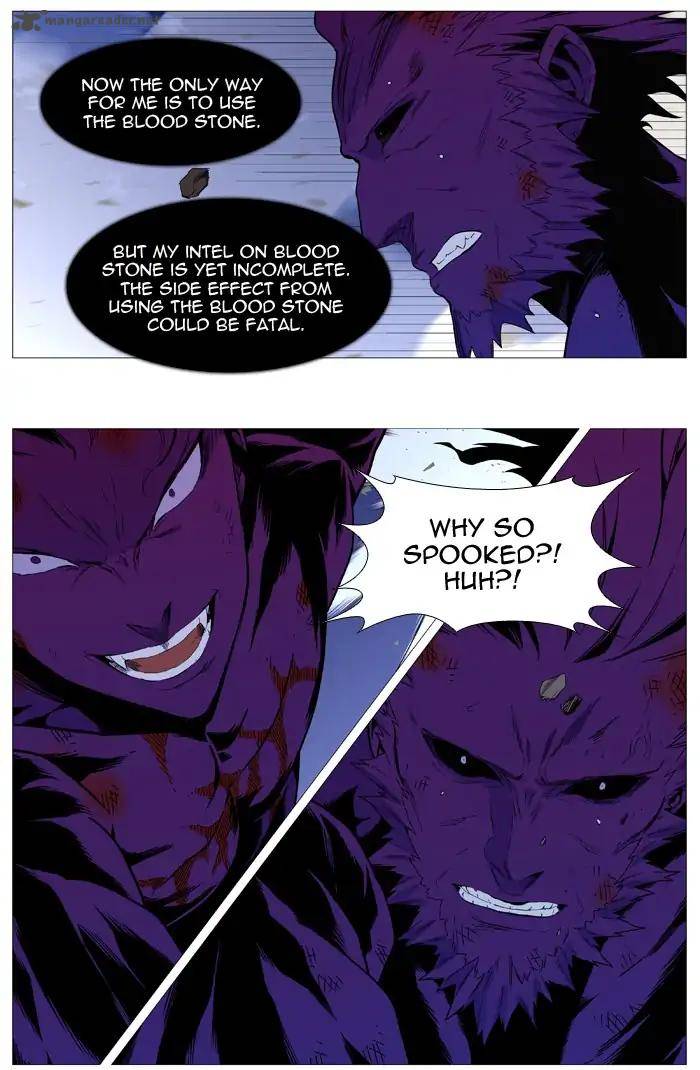 mangareader.net
NOW THE ONLY WAY
FOR ME IS TO USE
THE BLOOD STONE.
BUT MY INTEL ON BLOOD
STONE IS YET INCOMPLETE.
THE SIDE EFFECT FROM
USING THE BLOOD STONE
COULD BE FATAL.
WHY SO
SPOOKED?!
HUH?!